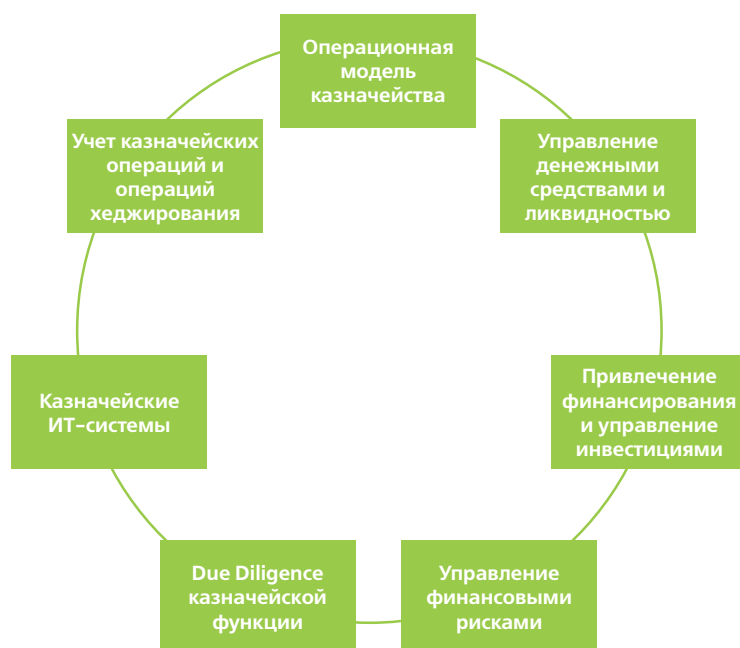 Операционная
модель
казначейства
Управление
денежными
средствами и
ликвидностью
Привлечение
финансирования
и управление
инвестициями
Управление
финансовыми
рисками
Due Diligence
казначейской
функции
Казначейские
ИТ-системы
Учет казначейских
операций и
операций
хеджирования